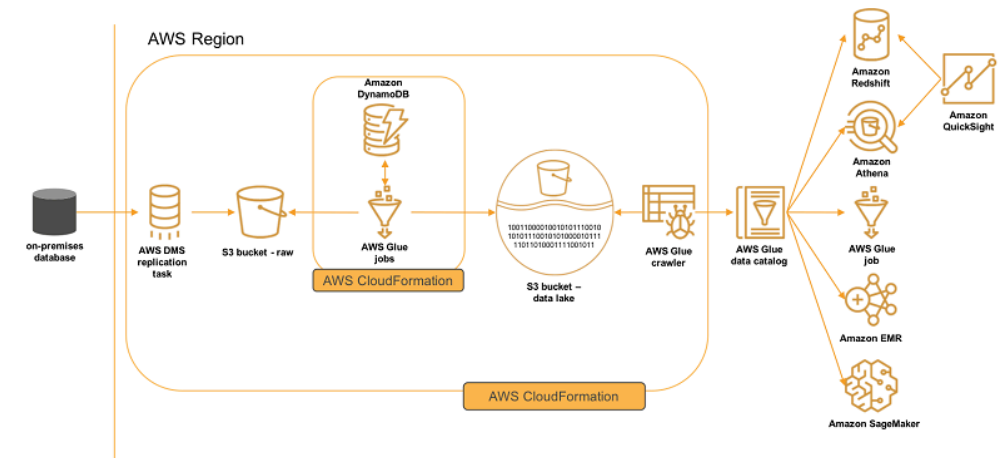 AWS Region
Amazon
DynamoDB
on-premises
database
AWS DMS
replication
task
S3 bucket - raw
AWS Glue
jobs
AWS CloudFormation
10011000010010101110010
10101110010101000010111
11011010001111001011
S3 bucket –
data lake
AWS Glue
crawler
AWS Glue
data catalog
Amazon
Redshift
Amazon
QuickSight
Amazon
Athena
AWS Glue
job
Amazon EMR
Amazon SageMaker
AWS CloudFormation